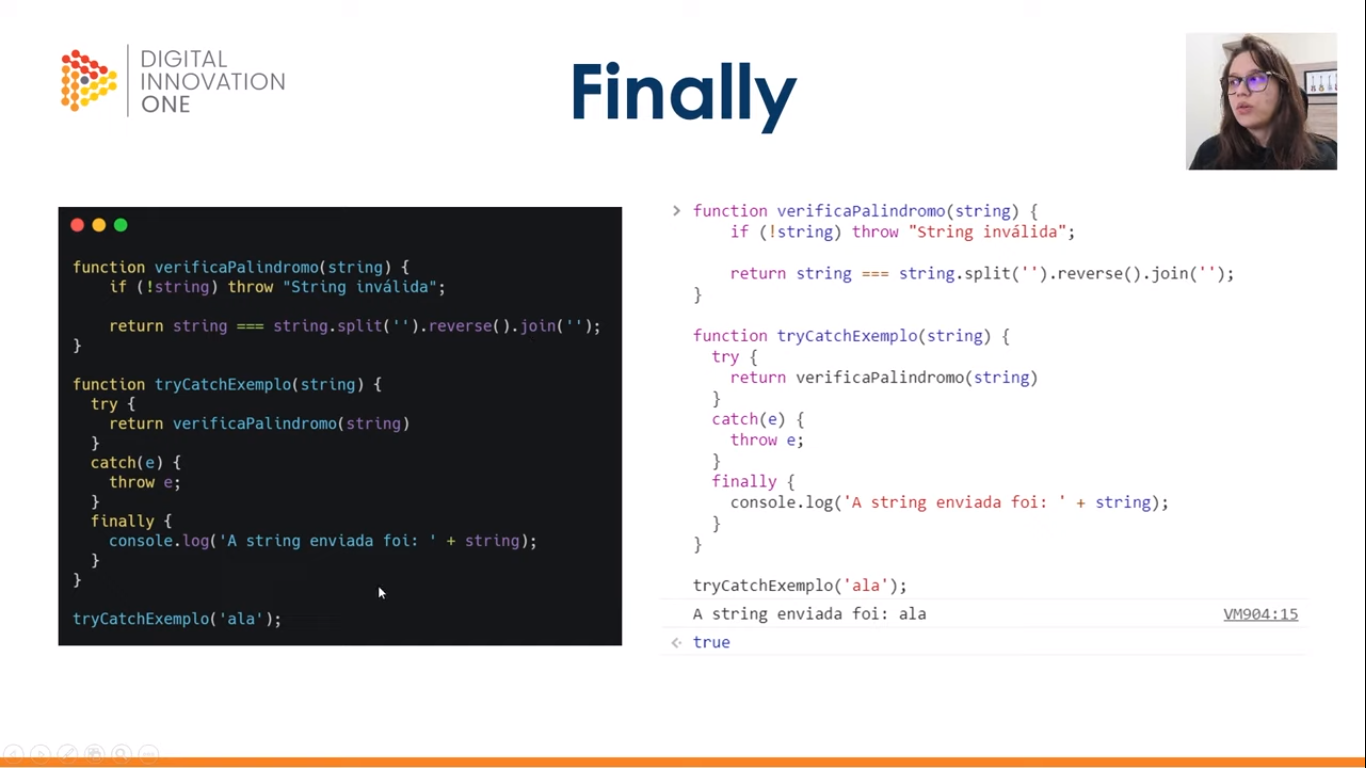 DIGITAL
INNOVATION
ONE
Finally
function verificaPalindromo(string) {
    if (!string) throw "String inválida";

    return string === string.split('').reverse().join('');
}

function tryCatchExemplo(string) {
  try {
    return verificaPalindromo(string)
  }
  catch(e) {
    throw e;
  }
  finally {
    console.log('A string enviada foi: ' + string);
  }
}

tryCatchExemplo('ala');
> function verificaPalindromo(string) {
    if (!string) throw "String inválida";

    return string === string.split('').reverse().join('');
}

function tryCatchExemplo(string) {
  try {
    return verificaPalindromo(string)
  }
  catch(e) {
    throw e;
  }
  finally {
    console.log('A string enviada foi: ' + string);
  }
}

tryCatchExemplo('ala');
A string enviada foi: ala VM904:15
true